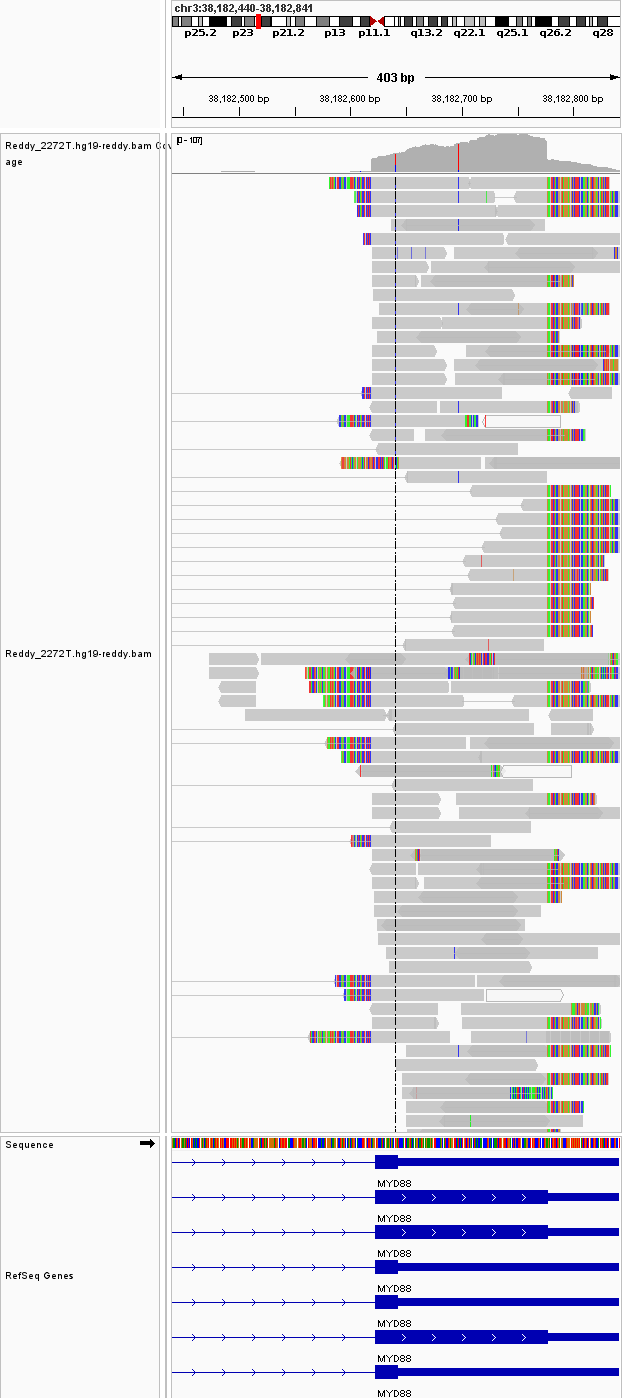 chr3:38,182,440-38,182,841
p25.2 p23 p21.2 p13 p11.1 q13.2 q22.1 q25.1 q26.2 q28
403 bp
38,182,500 bp 38,182,600 bp 38,182,700 bp 38,182,800 bp
Reddy_2272T.hg19-reddy.bam Cov
age
[0 - 107]
Reddy_2272T.hg19-reddy.bam
Sequence
MYD88
MYD88
MYD88
MYD88
RefSeq Genes
MYD88
MYD88
MYD88